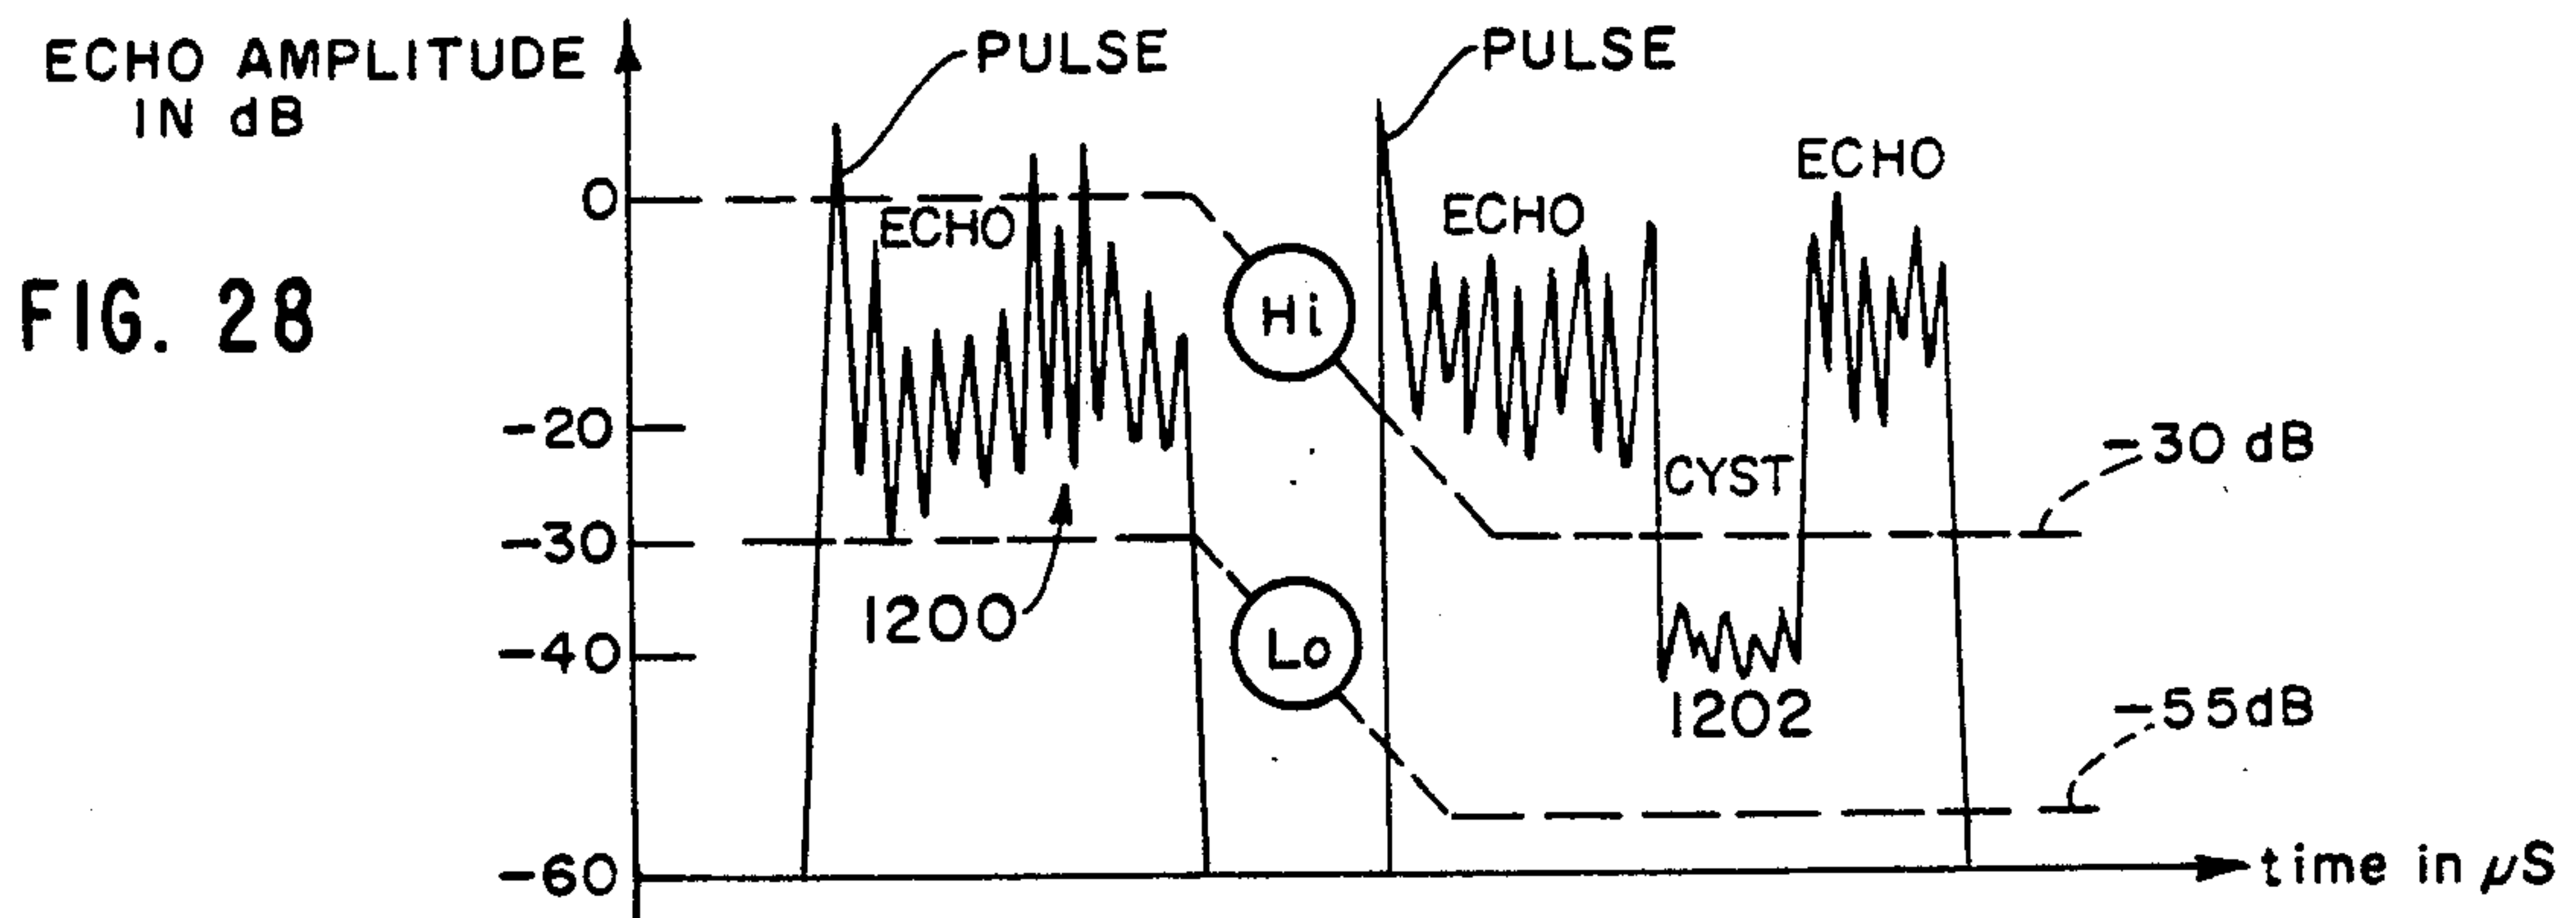 ECHO AMPLITUDE
IN dB
PULSE
PULSE
ECHO
0
ECHO
ECHO
FIG. 28
Hi
-20
-30 dB
CYST
-30
1200
Lo
-40
1202
-55dB
-60
time in μS